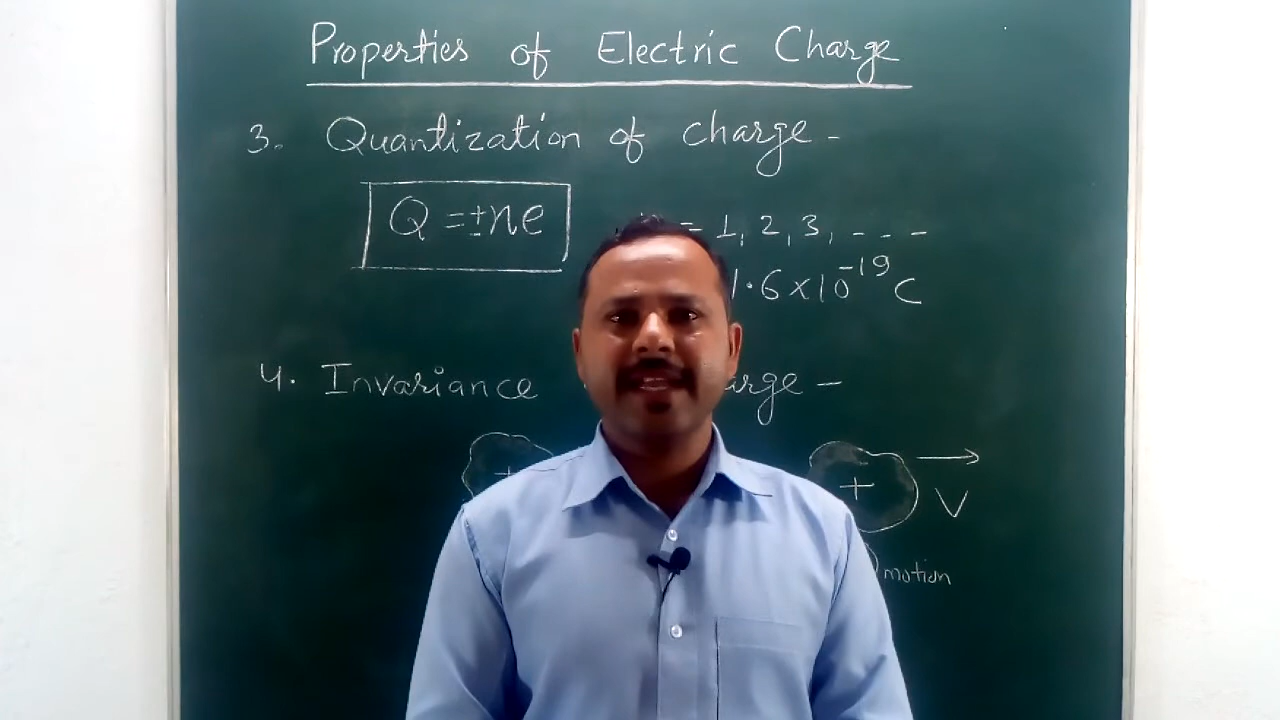 Properties of Electric Charge
3. Quantization of charge -
Q = ±ne
= 1, 2, 3, - - -
1.6 × 10⁻¹⁹ C
4. Invariance arge -
+
+
V
motion